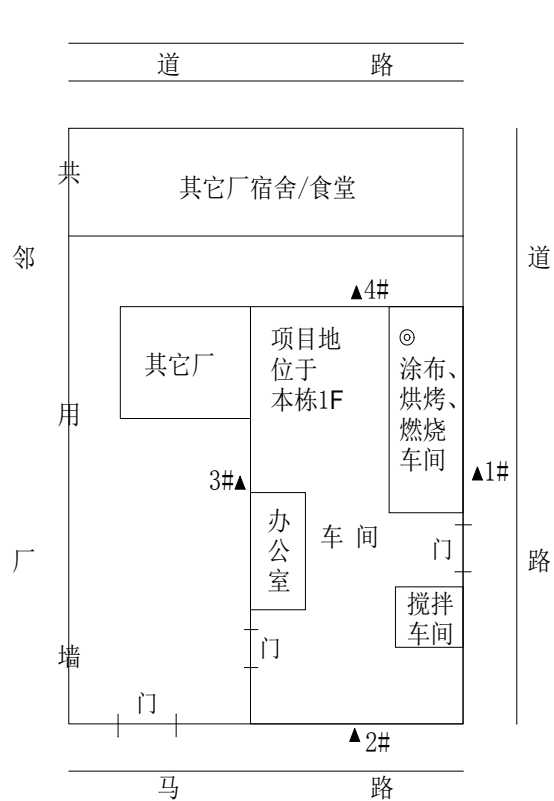 道 路
共
其它厂宿舍/食堂
邻
道
▲4#
项目地
位于
本栋1F
◎
涂布、
烘烤、
燃烧
车间
其它厂
用
3#▲
▲1#
办
公
室
车 间
门
厂
路
搅拌
车间
门
墙
门
▲2#
马 路